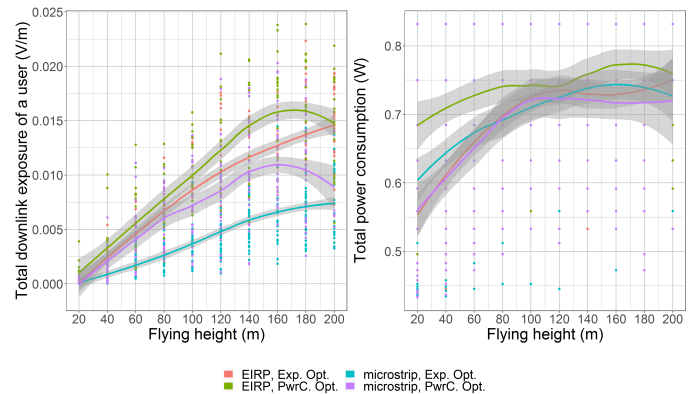 Total downlink exposure of a user (V/m)
0.025
0.020
0.015
0.010
0.005
0.000
20 40 60 80 100 120 140 160 180 200
Flying height (m)
Total power consumption (W)
0.8
0.7
0.6
0.5
20 40 60 80 100 120 140 160 180 200
Flying height (m)
EIRP, Exp. Opt. microstrip, Exp. Opt.
EIRP, PwrC. Opt. microstrip, PwrC. Opt.